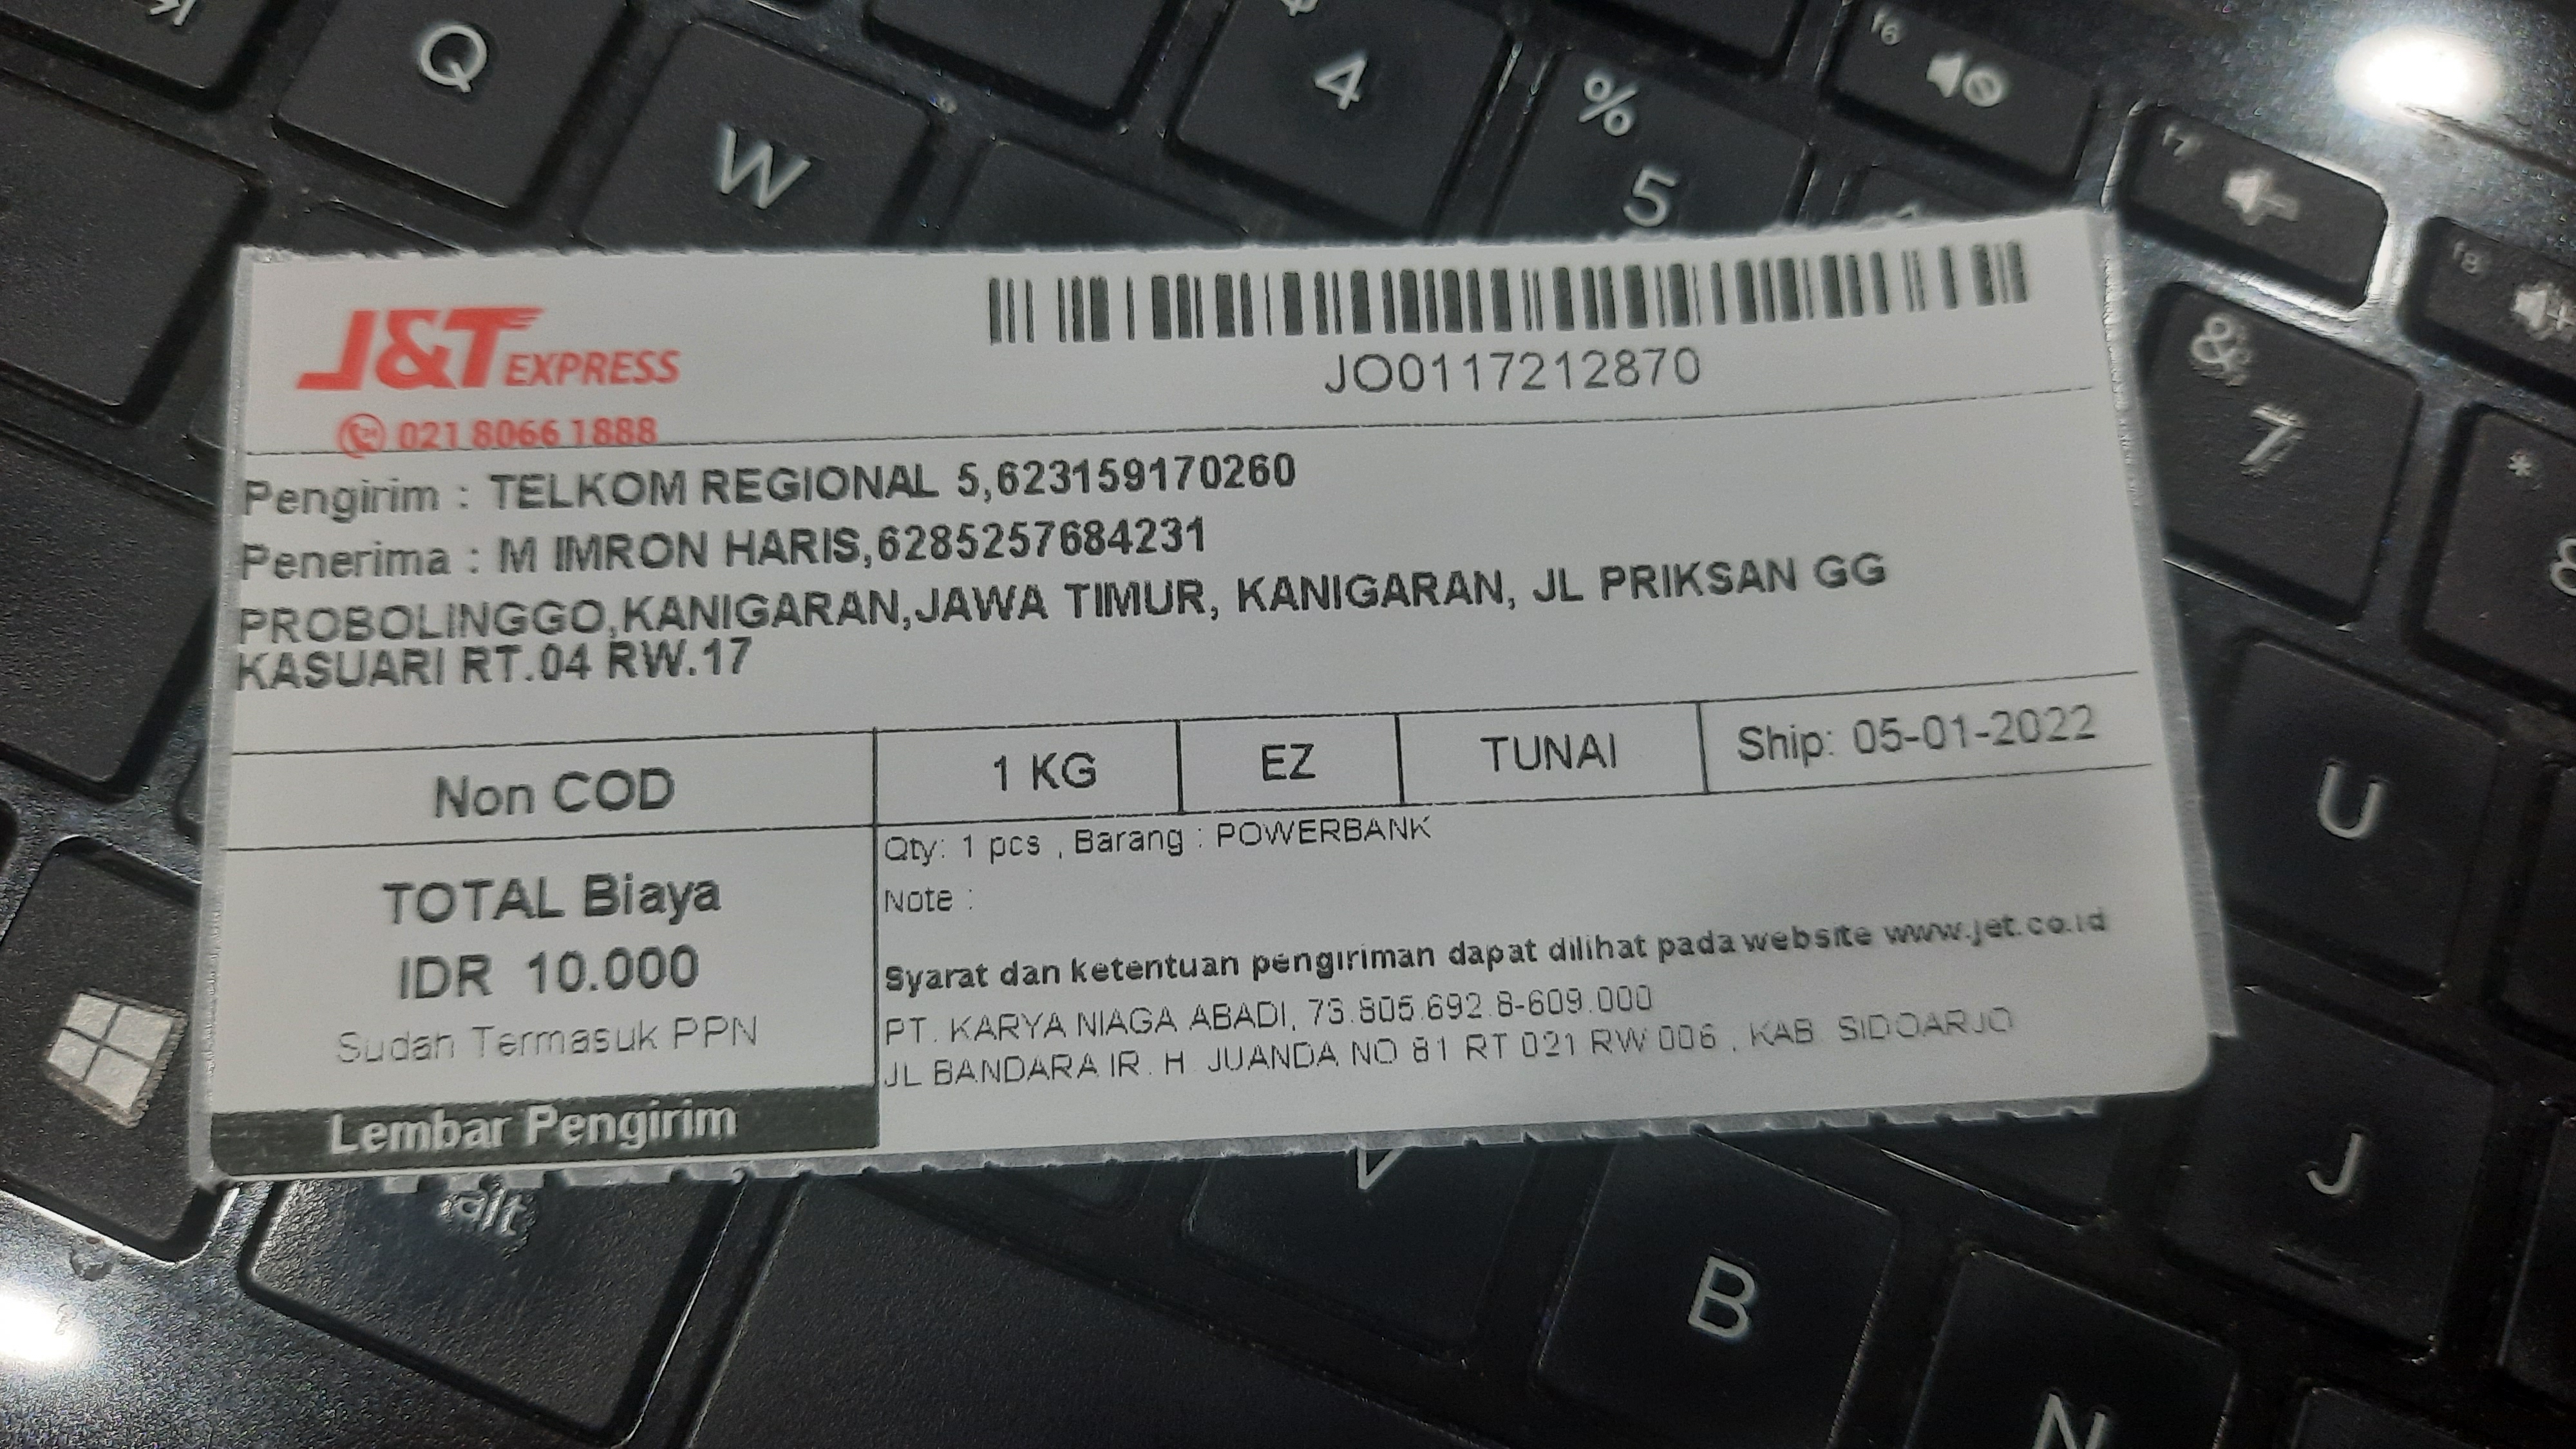 J&T EXPRESS
021 8066 1888
JO0117212870
Pengirim : TELKOM REGIONAL 5,623159170260
Penerima : M IMRON HARIS,6285257684231
PROBOLINGGO,KANIGARAN,JAWA TIMUR, KANIGARAN, JL PRIKSAN GG
KASUARI RT.04 RW.17
Non COD
1 KG
EZ
TUNAI
Ship: 05-01-2022
TOTAL Biaya
IDR 10.000
Sudah Termasuk PPN
Lembar Pengirim
Qty: 1 pcs , Barang : POWERBANK
Note :
Syarat dan ketentuan pengiriman dapat dilihat pada website www.jet.co.id
PT. KARYA NIAGA ABADI, 73.805.692.8-609.000
JL BANDARA IR. H JUANDA NO 81 RT 021 RW 006 , KAB. SIDOARJO
Q
W
4
%
5
alt
V
B
N
J
U
&
7
*
8
f6
f7
f8